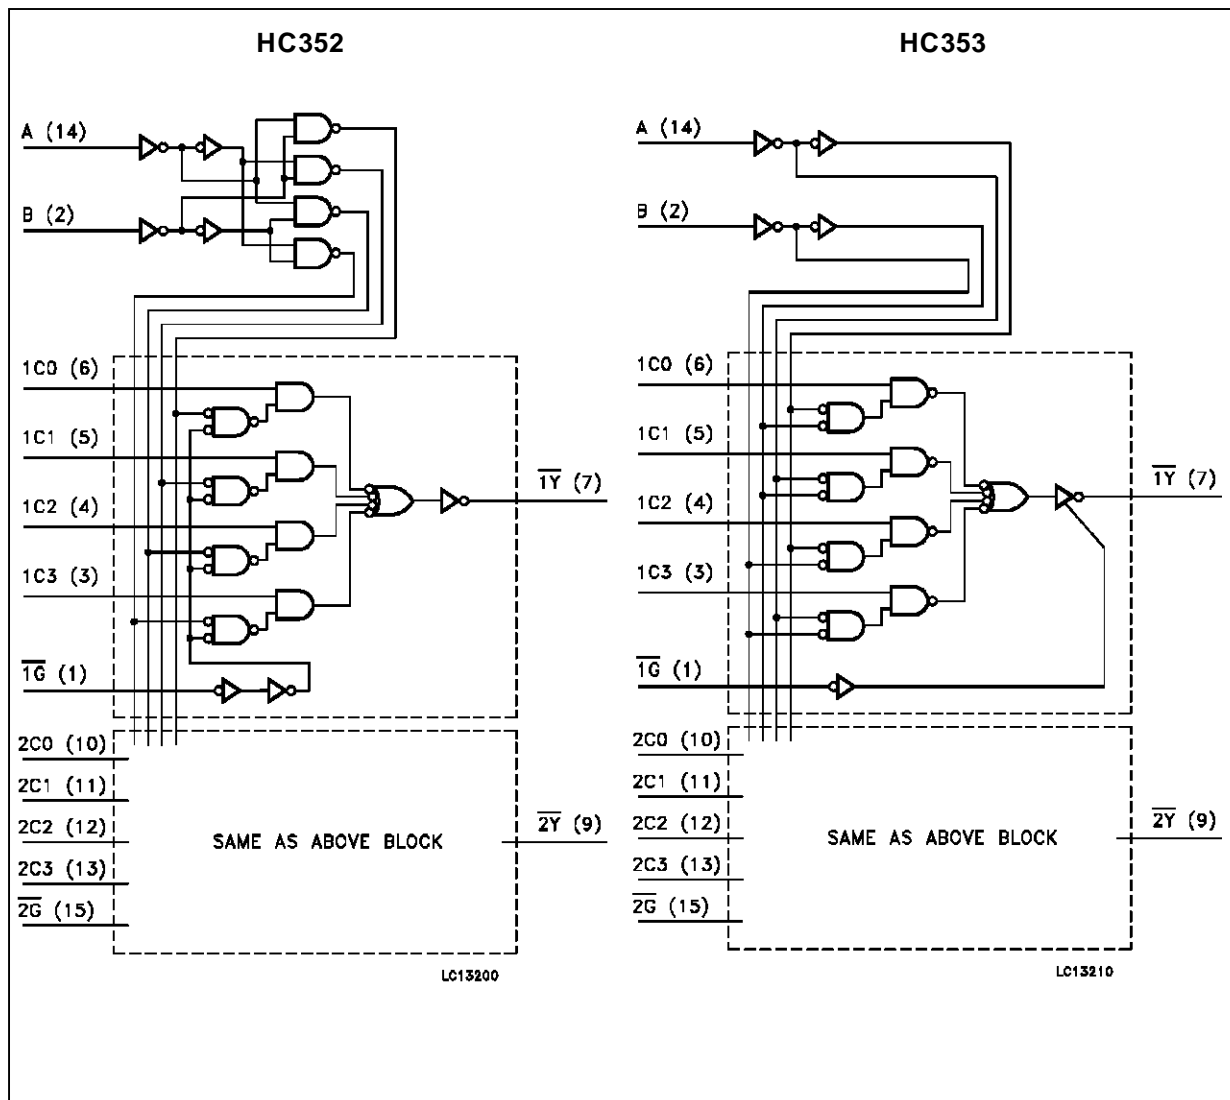 HC352
A (14)
B (2)
1C0 (6)
1C1 (5)
1C2 (4)
1C3 (3)
1G (1)
1Y (7)
2C0 (10)
2C1 (11)
2C2 (12)
2C3 (13)
2G (15)
SAME AS ABOVE BLOCK
2Y (9)
LC13200
HC353
A (14)
B (2)
1C0 (6)
1C1 (5)
1C2 (4)
1C3 (3)
1G (1)
1Y (7)
2C0 (10)
2C1 (11)
2C2 (12)
2C3 (13)
2G (15)
SAME AS ABOVE BLOCK
2Y (9)
LC13210